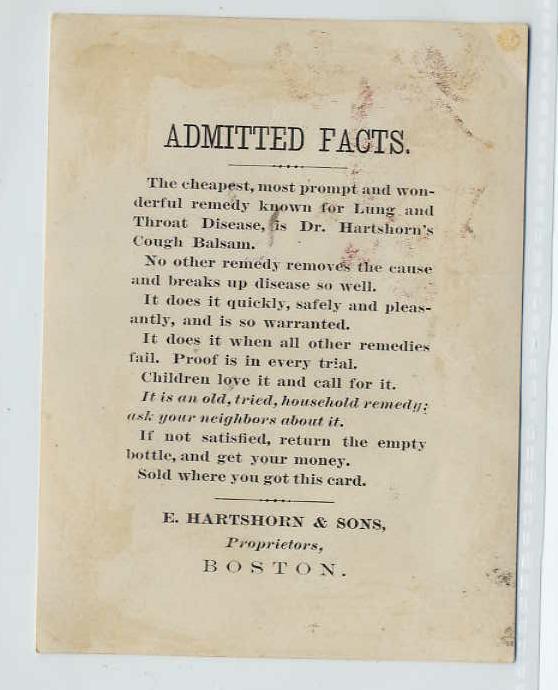 ADMITTED FACTS.
The cheapest, most prompt and won-
derful remedy known for Lung and
Throat Disease, is Dr. Hartshorn's
Cough Balsam.
No other remedy removes the cause
and breaks up disease so well.
It does it quickly, safely and pleas-
antly, and is so warranted.
It does it when all other remedies
fail. Proof is in every trial.
Children love it and call for it.
It is an old, tried, household remedy;
ask your neighbors about it.
If not satisfied, return the empty
bottle, and get your money.
Sold where you got this card.
E. HARTSHORN & SONS,
Proprietors,
BOSTON.